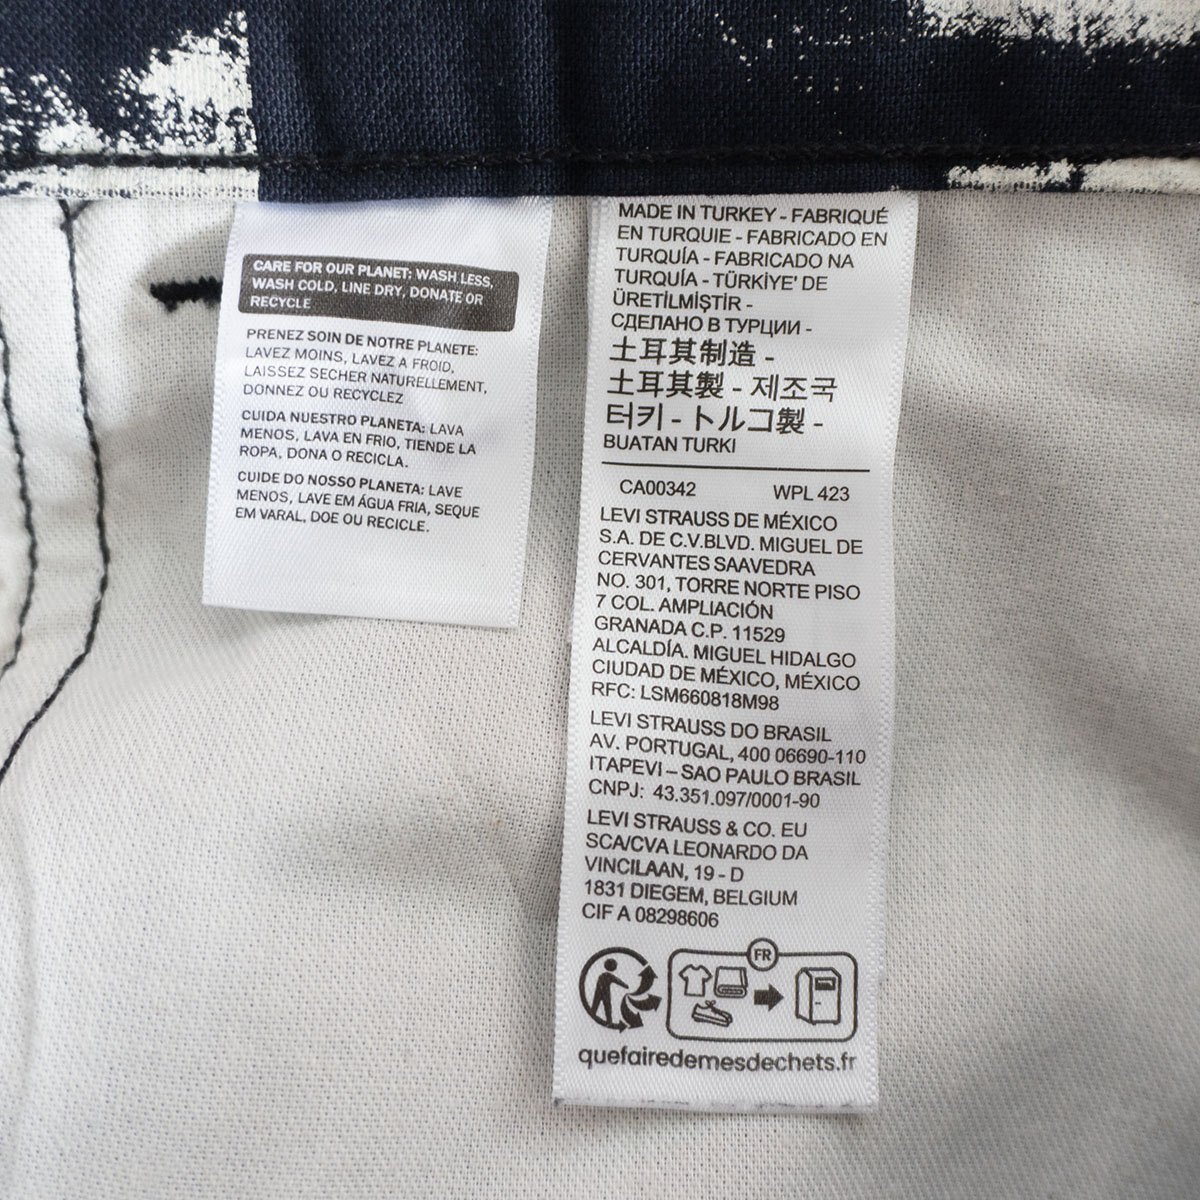 CARE FOR OUR PLANET: WASH LESS,
WASH COLD, LINE DRY, DONATE OR
RECYCLE
PRENEZ SOIN DE NOTRE PLANETE:
LAVEZ MOINS, LAVEZ A FROID,
LAISSEZ SECHER NATURELLEMENT,
DONNEZ OU RECYCLEZ
CUIDA NUESTRO PLANETA: LAVA
MENOS, LAVA EN FRIO, TIENDE LA
ROPA, DONA O RECICLA.
CUIDE DO NOSSO PLANETA: LAVE
MENOS, LAVE EM ÁGUA FRIA, SEQUE
EM VARAL, DOE OU RECICLE.
MADE IN TURKEY - FABRIQUÉ
EN TURQUIE - FABRICADO EN
TURQUÍA - FABRICADO NA
TURQUIA - TÜRKİYE' DE
ÜRETİLMİŞTİR -
СДЕЛАНО В ТУРЦИИ -
土耳其制造 -
土耳其製 - 제조국
터키 - トルコ製 -
BUATAN TURKI
CA00342 WPL 423
LEVI STRAUSS DE MÉXICO
S.A. DE C.V.BLVD. MIGUEL DE
CERVANTES SAAVEDRA
NO. 301, TORRE NORTE PISO
7 COL. AMPLIACIÓN
GRANADA C.P. 11529
ALCALDÍA. MIGUEL HIDALGO
CIUDAD DE MÉXICO, MÉXICO
RFC: LSM660818M98
LEVI STRAUSS DO BRASIL
AV. PORTUGAL, 400 06690-110
ITAPEVI – SAO PAULO BRASIL
CNPJ: 43.351.097/0001-90
LEVI STRAUSS & CO. EU
SCA/CVA LEONARDO DA
VINCILAAN, 19 - D
1831 DIEGEM, BELGIUM
CIF A 08298606
FR
quefairedemesdechets.fr